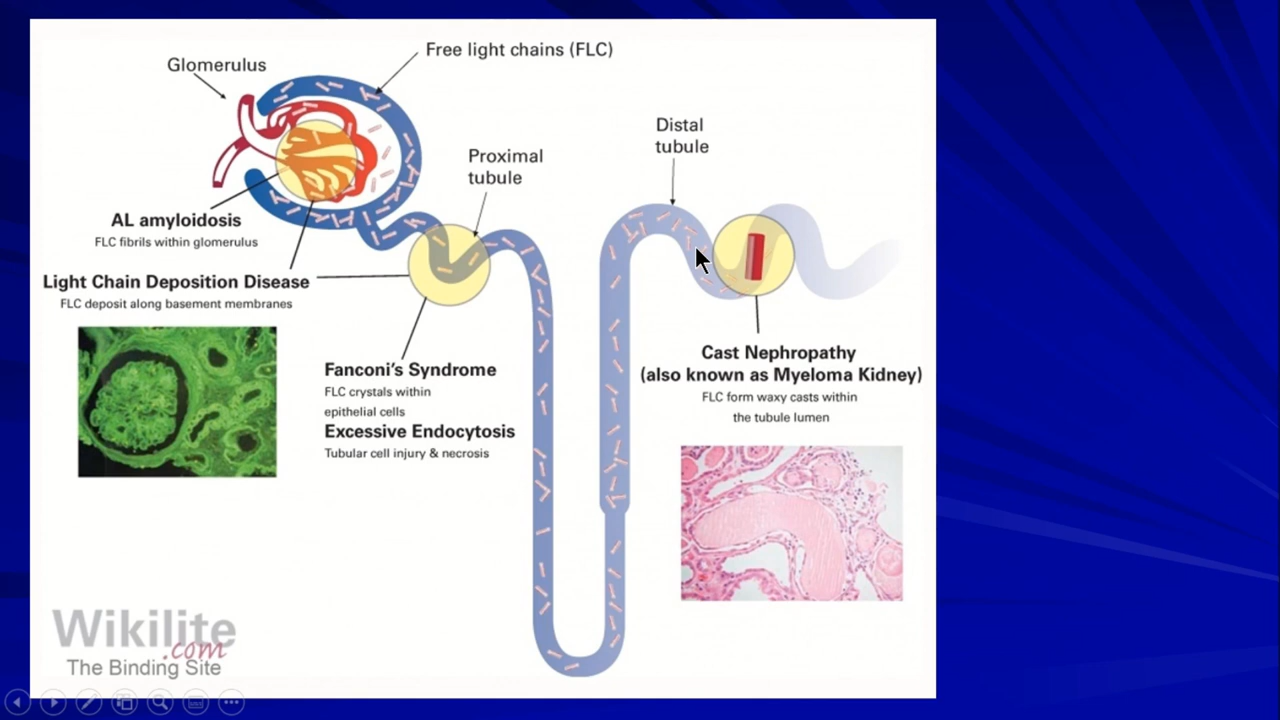 Free light chains (FLC)
Glomerulus
Distal
tubule
Proximal
tubule
AL amyloidosis
FLC fibrils within glomerulus
Light Chain Deposition Disease
FLC deposit along basement membranes
Fanconi's Syndrome
FLC crystals within
epithelial cells
Excessive Endocytosis
Tubular cell injury & necrosis
Cast Nephropathy
(also known as Myeloma Kidney)
FLC form waxy casts within
the tubule lumen
Wikilite
.com
The Binding Site